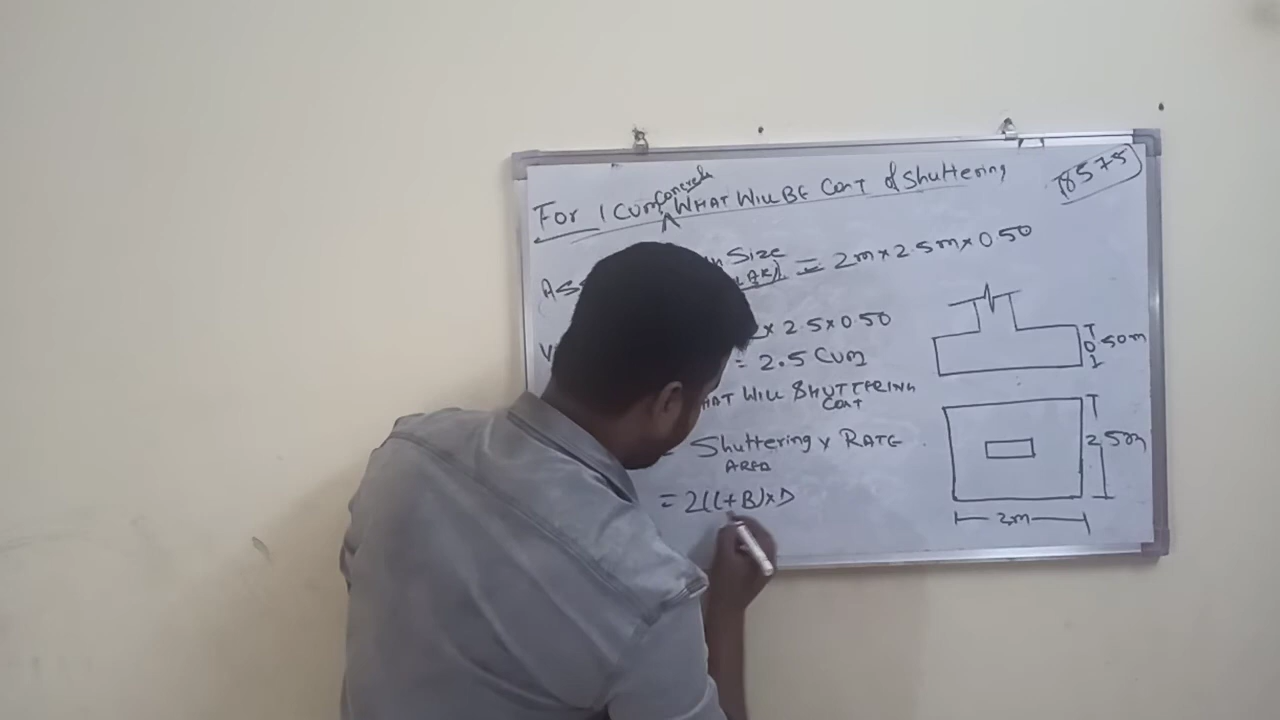 FOR 1 CUM concrete WHAT WILL BE COST of Shuttering
18575
Size = 2m x 2.5m x 0.50
x 2.5 x 0.50
= 2.5 CUM
WILL SHUTTERING
COST
Shuttering x RATE
AREA
= 2(L+B) x D
0.50m
2.5m
2m